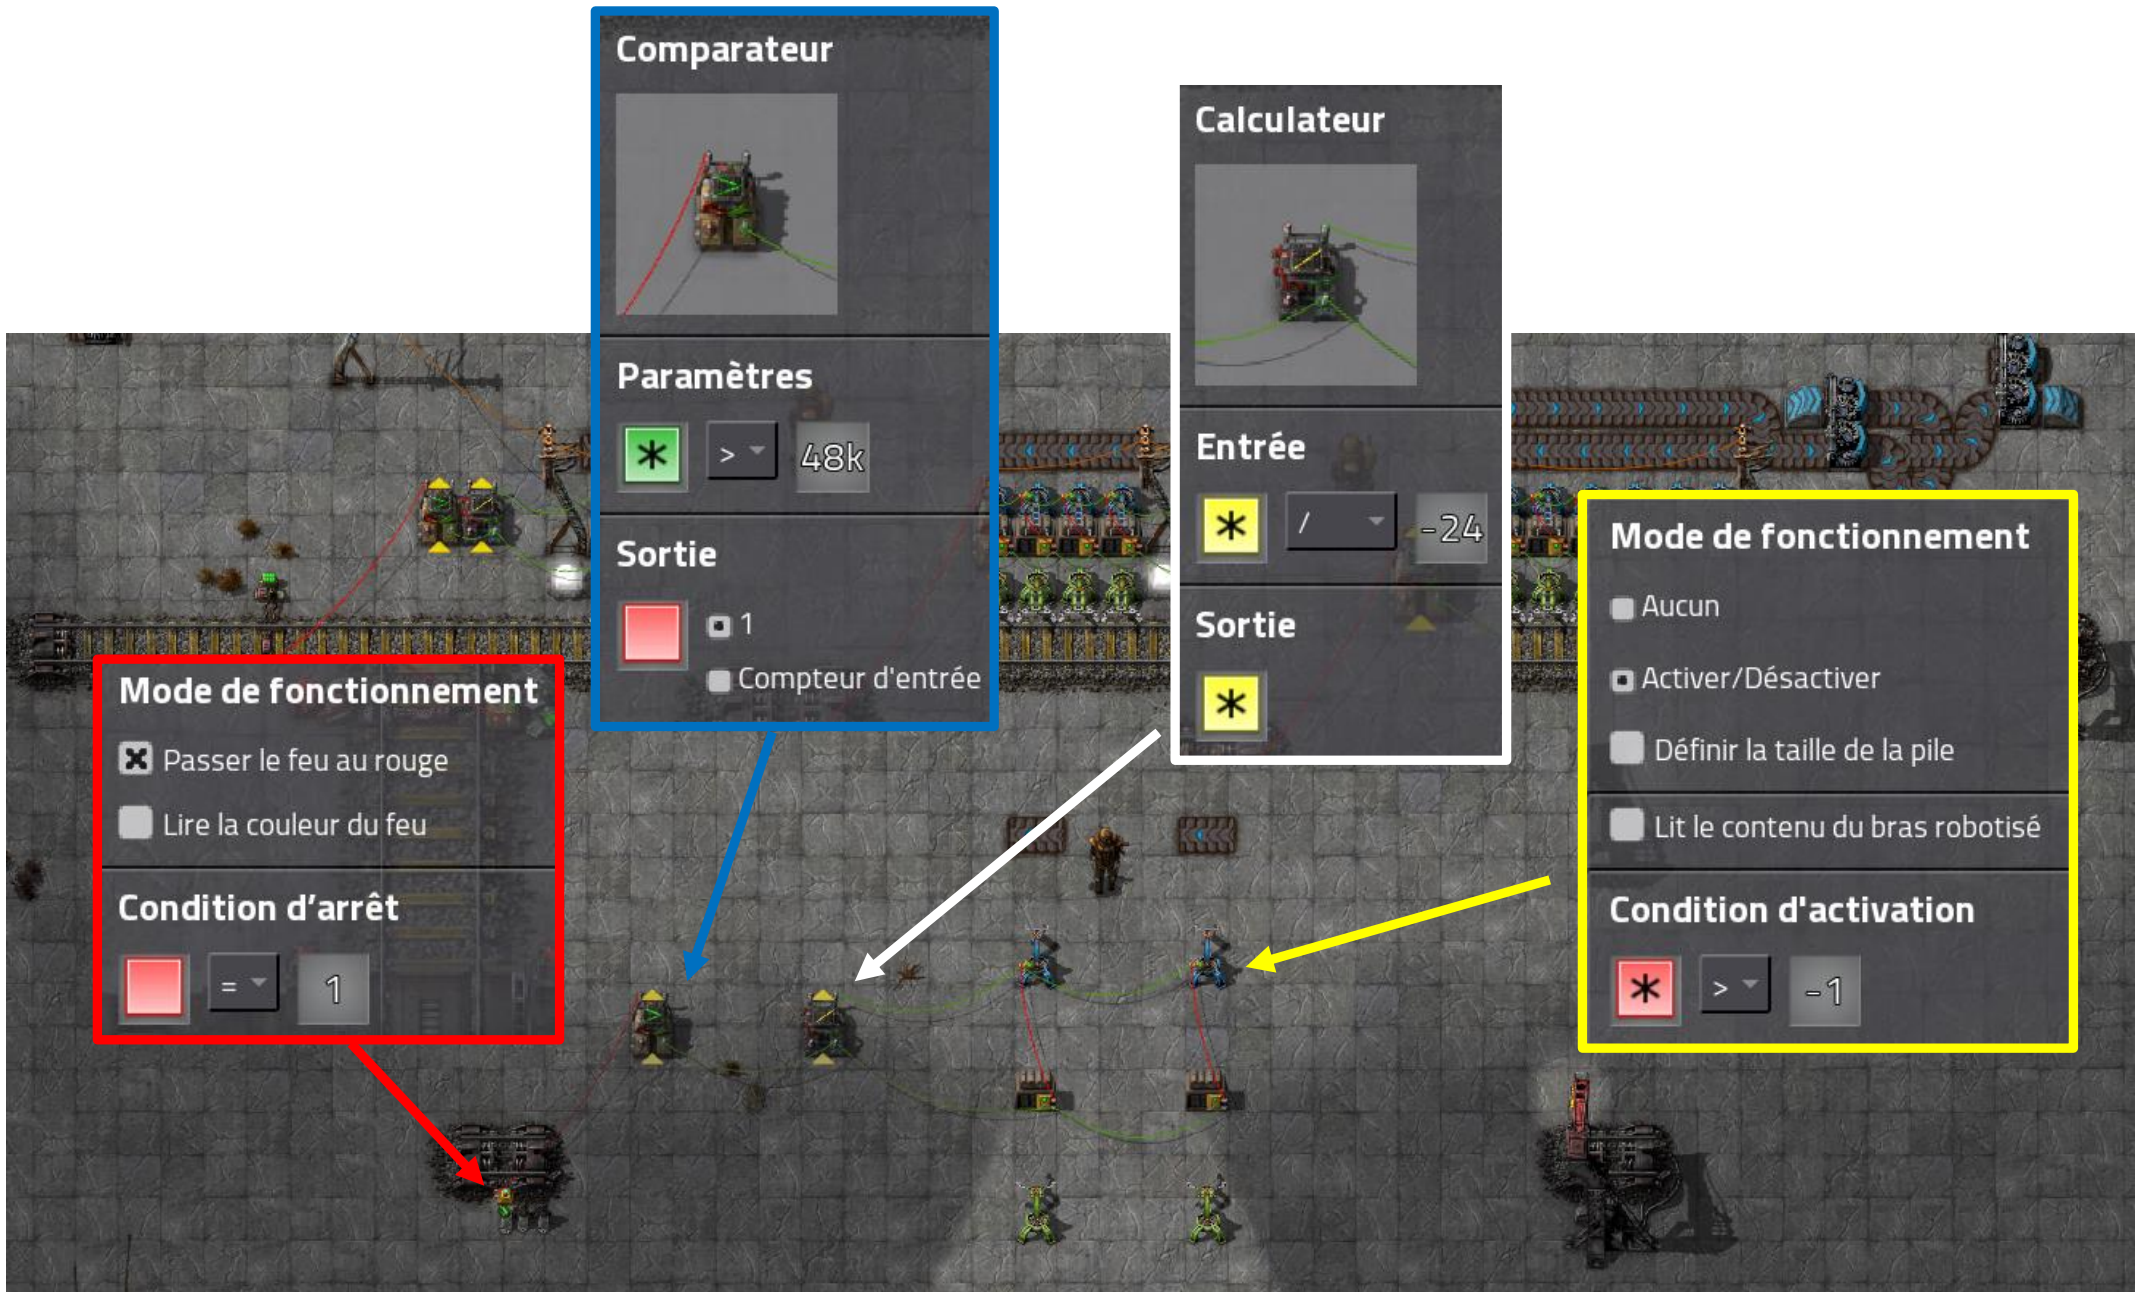 Comparateur
Paramètres
* > 48k
Sortie
1
Compteur d'entrée
Calculateur
Entrée
* / -24
Sortie
*
Mode de fonctionnement
Passer le feu au rouge
Lire la couleur du feu
Condition d’arrêt
= 1
Mode de fonctionnement
Aucun
Activer/Désactiver
Définir la taille de la pile
Lit le contenu du bras robotisé
Condition d'activation
* > -1